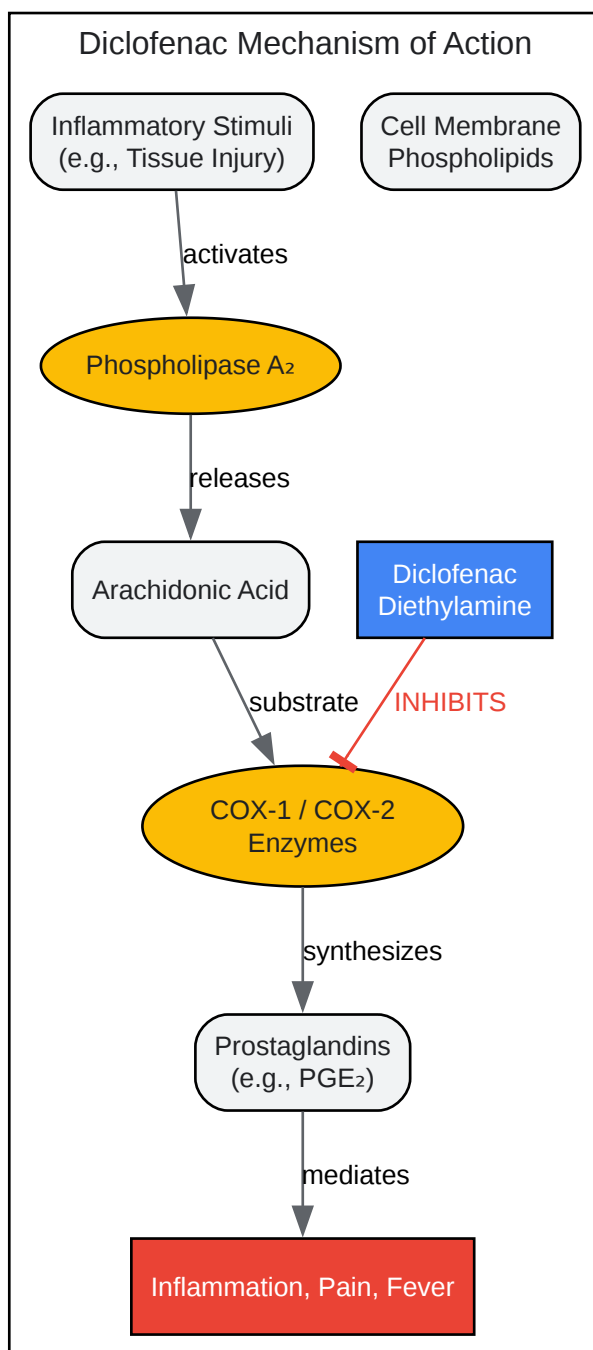 Diclofenac Mechanism of Action
Inflammatory Stimuli
(e.g., Tissue Injury)
Cell Membrane
Phospholipids
activates
Phospholipase A₂
releases
Arachidonic Acid
Diclofenac
Diethylamine
substrate
INHIBITS
COX-1 / COX-2
Enzymes
synthesizes
Prostaglandins
(e.g., PGE₂)
mediates
Inflammation, Pain, Fever